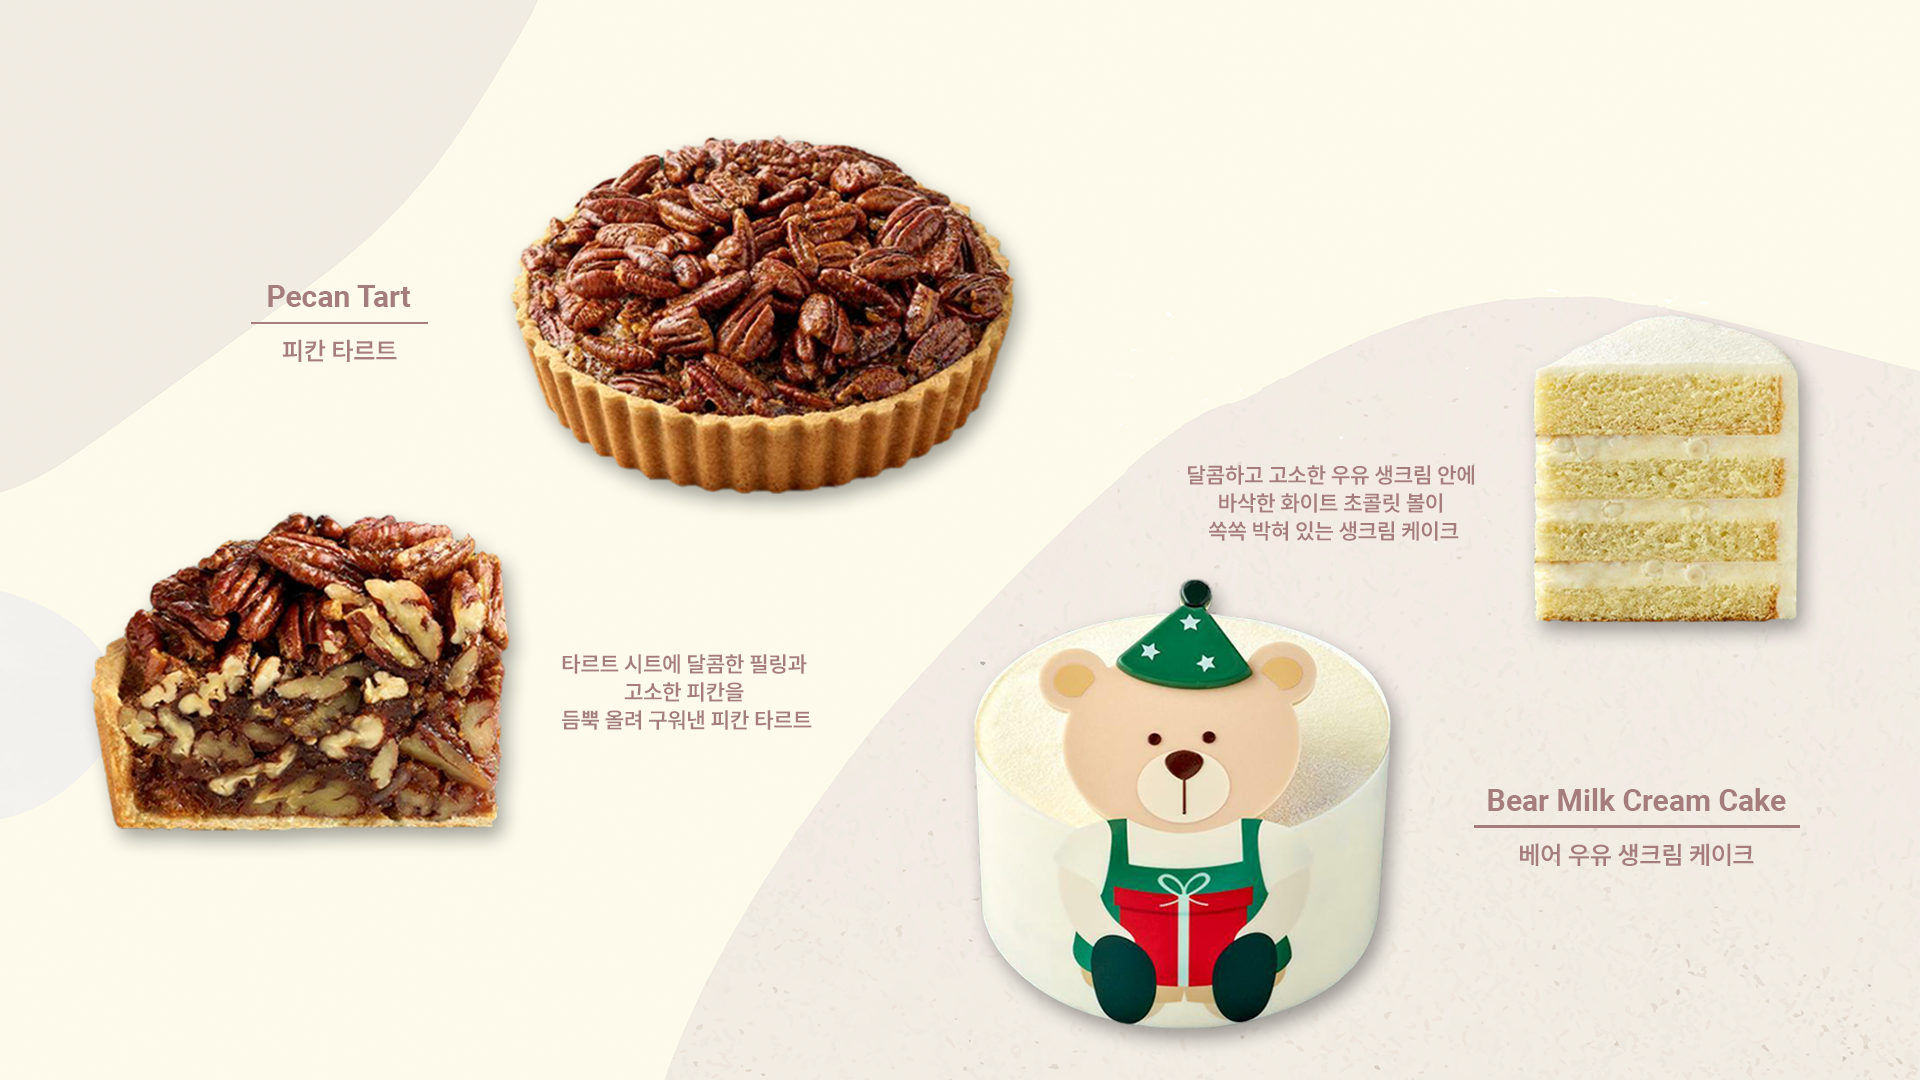 Pecan Tart
피칸 타르트
타르트 시트에 달콤한 필링과
고소한 피칸을
듬뿍 올려 구워낸 피칸 타르트
달콤하고 고소한 우유 생크림 안에
바삭한 화이트 초콜릿 볼이
쏙쏙 박혀 있는 생크림 케이크
Bear Milk Cream Cake
베어 우유 생크림 케이크